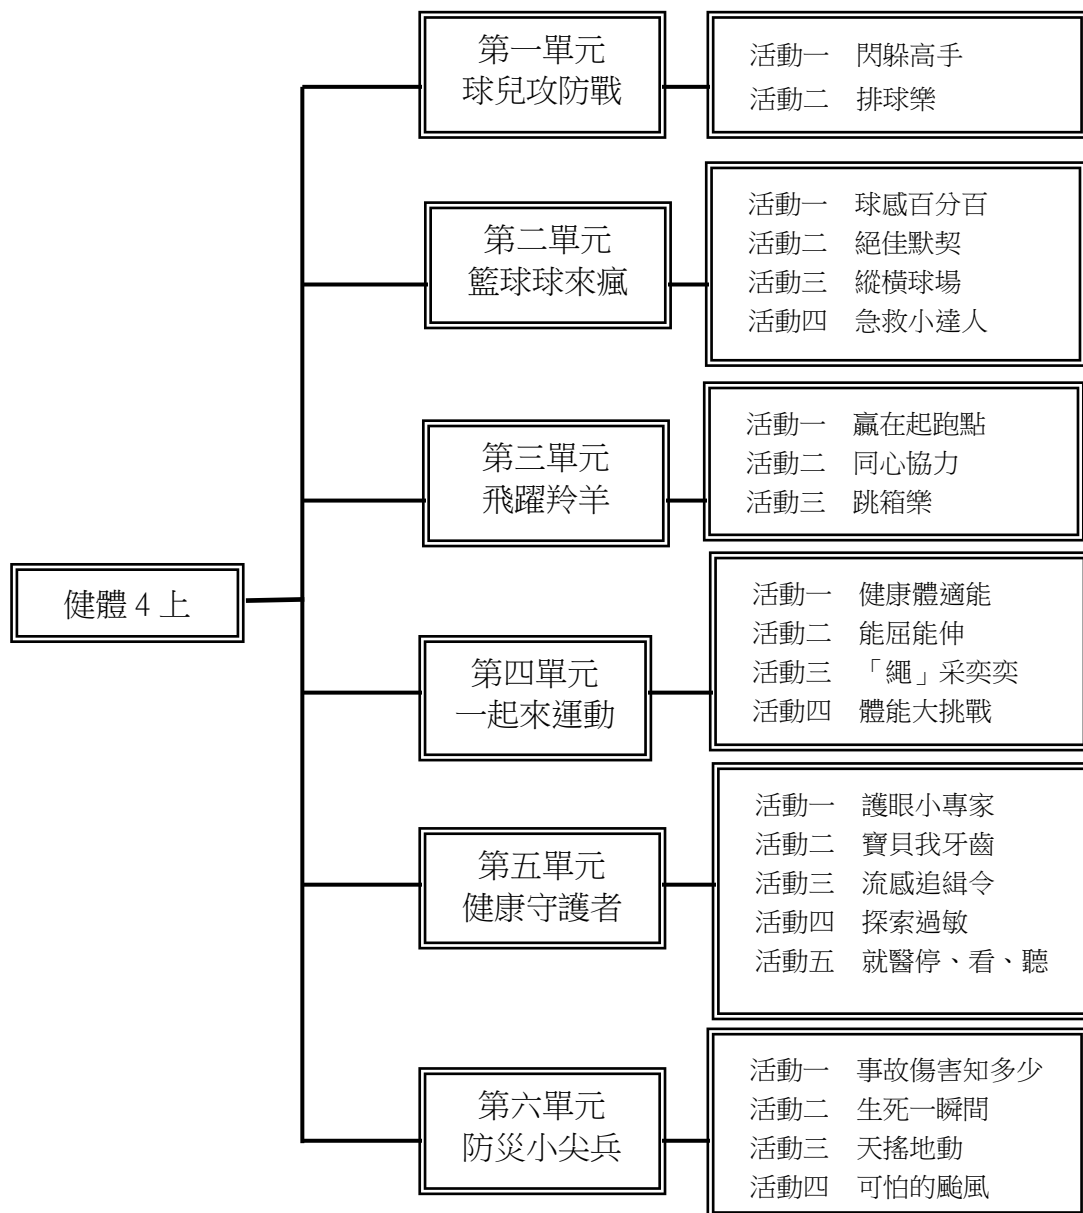 健體 4 上
第一單元
球兒攻防戰
活動一　閃躲高手
活動二　排球樂
第二單元
籃球球來瘋
活動一　球感百分百
活動二　絕佳默契
活動三　縱橫球場
活動四　急救小達人
第三單元
飛躍羚羊
活動一　贏在起跑點
活動二　同心協力
活動三　跳箱樂
第四單元
一起來運動
活動一　健康體適能
活動二　能屈能伸
活動三　「繩」采奕奕
活動四　體能大挑戰
第五單元
健康守護者
活動一　護眼小專家
活動二　寶貝我牙齒
活動三　流感追緝令
活動四　探索過敏
活動五　就醫停、看、聽
第六單元
防災小尖兵
活動一　事故傷害知多少
活動二　生死一瞬間
活動三　天搖地動
活動四　可怕的颱風